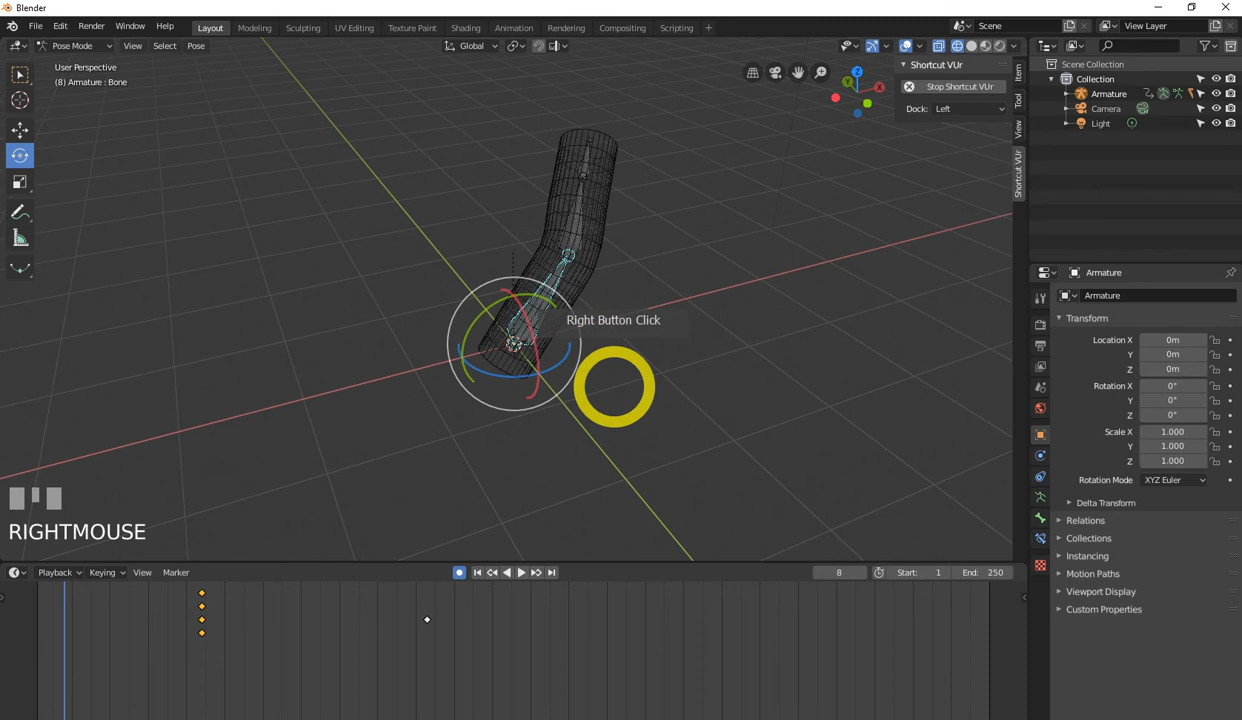 Blender
File Edit Render Window Help
Layout Modeling Sculpting UV Editing Texture Paint Shading Animation Rendering Compositing Scripting
Scene
View Layer
Pose Mode View Select Pose
Global
User Perspective
(8) Armature : Bone
Shortcut VUr
Stop Shortcut VUr
Dock: Left
Item
Tool
View
Shortcut VUr
X
Y
Z
Scene Collection
Collection
Armature
Camera
Light
Right Button Click
RIGHTMOUSE
Armature
Armature
Transform
Location X 0m
Y 0m
Z 0m
Rotation X 0°
Y 0°
Z 0°
Scale X 1.000
Y 1.000
Z 1.000
Rotation Mode XYZ Euler
Delta Transform
Relations
Collections
Instancing
Motion Paths
Viewport Display
Custom Properties
Playback Keying View Marker
8 Start: 1 End: 250